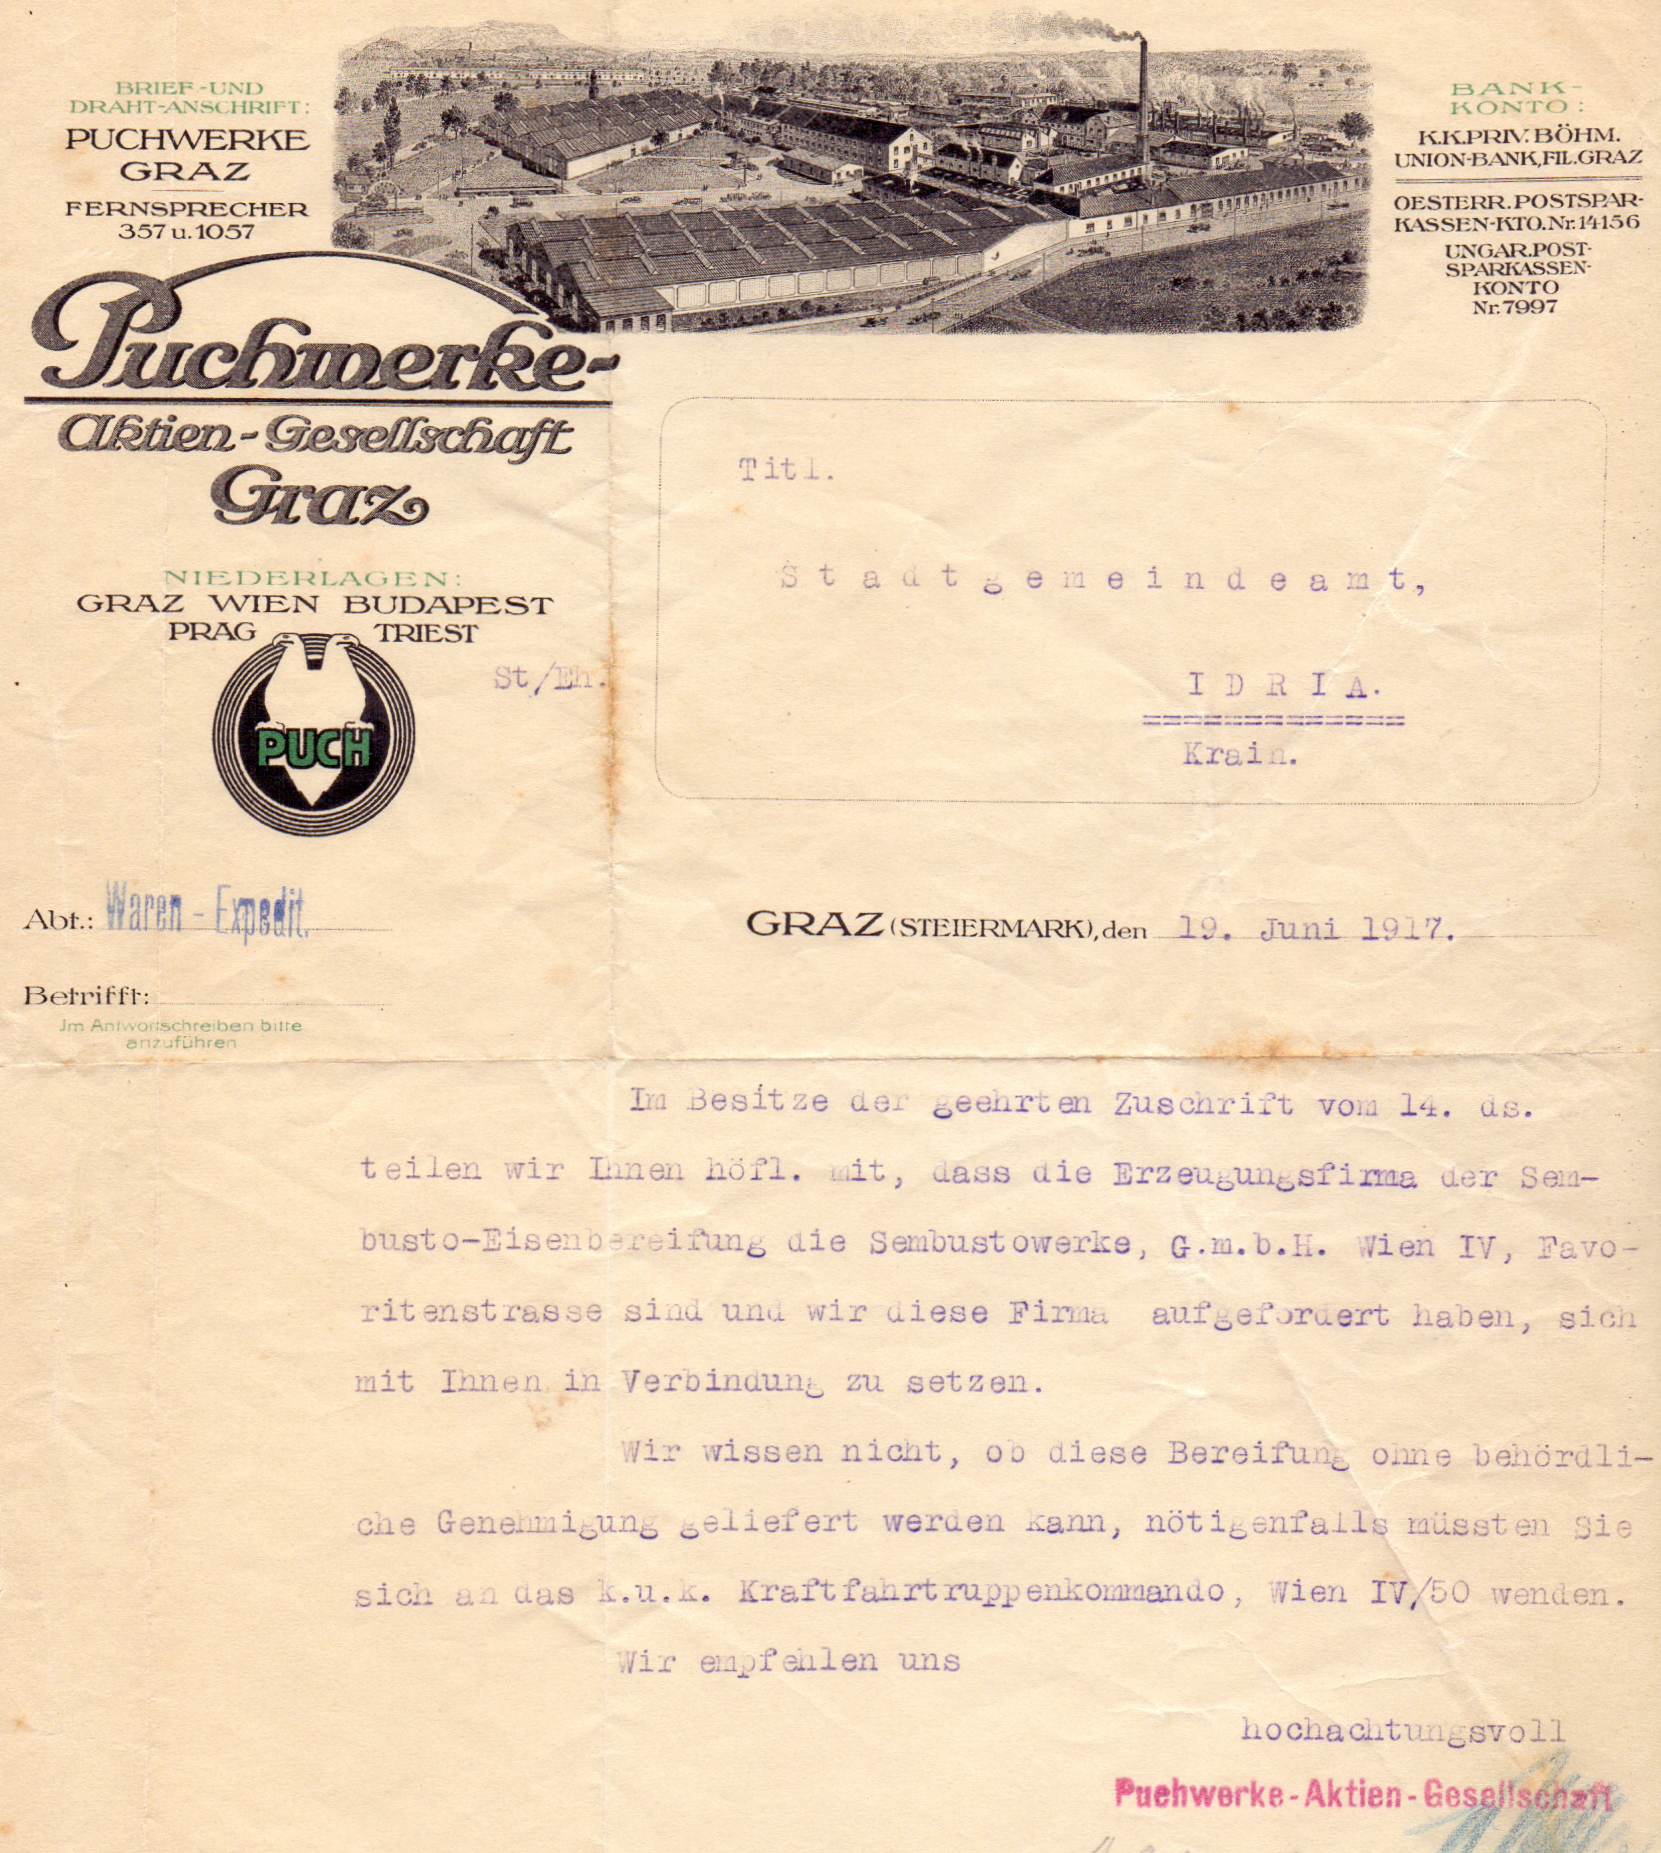 BRIEF-UND
DRAHT-ANSCHRIFT:
PUCHWERKE
GRAZ
FERNSPRECHER
357 u. 1057
BANK-
KONTO:
K.K.PRIV. BÖHM.
UNION-BANK, FIL. GRAZ
OESTERR. POSTSPAR-
KASSEN-KTO. Nr. 14156
UNGAR. POST-
SPARKASSEN-
KONTO
Nr. 7997
Puchwerke-
Aktien-Gesellschaft
Graz
NIEDERLAGEN:
GRAZ WIEN BUDAPEST
PRAG TRIEST
PUCH
St/Eh.
Titl.
Stadtgemeindeamt,
IDRIA.
=============
Krain.
Abt.: Waren-Expedit.
GRAZ (STEIERMARK), den 19. Juni 1917.
Betrifft:
Im Antwortschreiben bitte
anzuführen
Im Besitze der geehrten Zuschrift vom 14. ds.
teilen wir Ihnen höfl. mit, dass die Erzeugungsfirma der Sem-
busto-Eisenbereifung die Sembustowerke, G.m.b.H. Wien IV, Favo-
ritenstrasse sind und wir diese Firma aufgefordert haben, sich
mit Ihnen in Verbindung zu setzen.
Wir wissen nicht, ob diese Bereifung ohne behördli-
che Genehmigung geliefert werden kann, nötigenfalls müssten Sie
sich an das k.u.k. Kraftfahrtruppenkommando, Wien IV/50 wenden.
Wir empfehlen uns
hochachtungsvoll
Puchwerke-Aktien-Gesellschaft